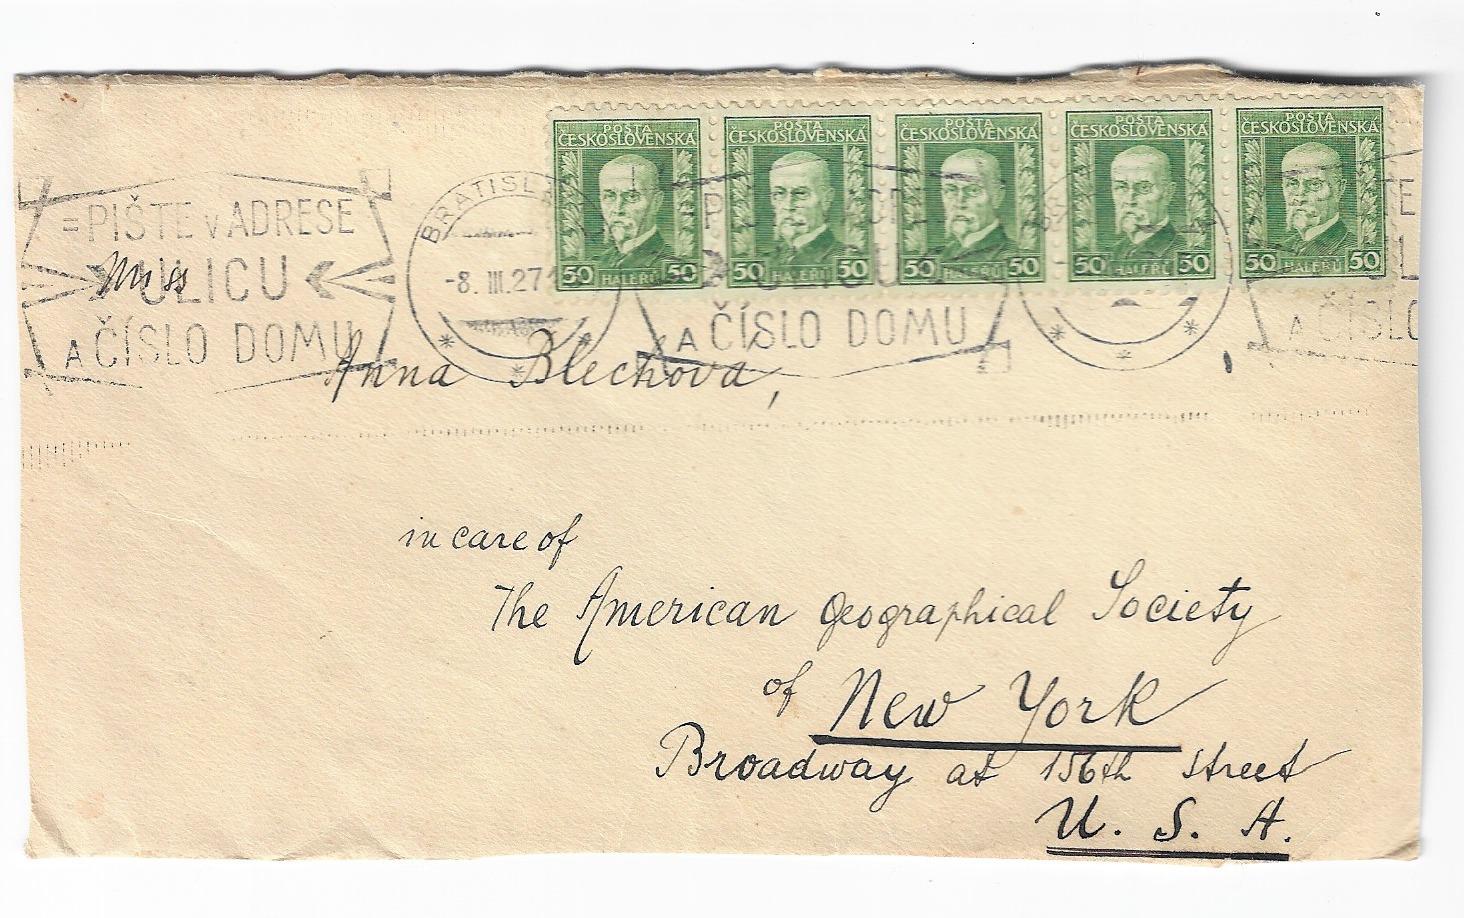 POŠTA POŠTA POŠTA POŠTA POŠTA
ČESKOSLOVENSKÁ ČESKOSLOVENSKÁ ČESKOSLOVENSKÁ ČESKOSLOVENSKÁ ČESKOSLOVENSKÁ
50 HALÉŘŮ 50 50 HALÉŘŮ 50 50 HALÉŘŮ 50 50 HALÉŘŮ 50 50 HALÉŘŮ 50
=PIŠTE V ADRESE
ULICU
A ČÍSLO DOMU
-8.III.27
A ČÍSLO DOMU
A ČÍSLO
Miss
Anna Blechová,
in care of
The American Geographical Society
of New York
Broadway at 156th street
U. S. A.